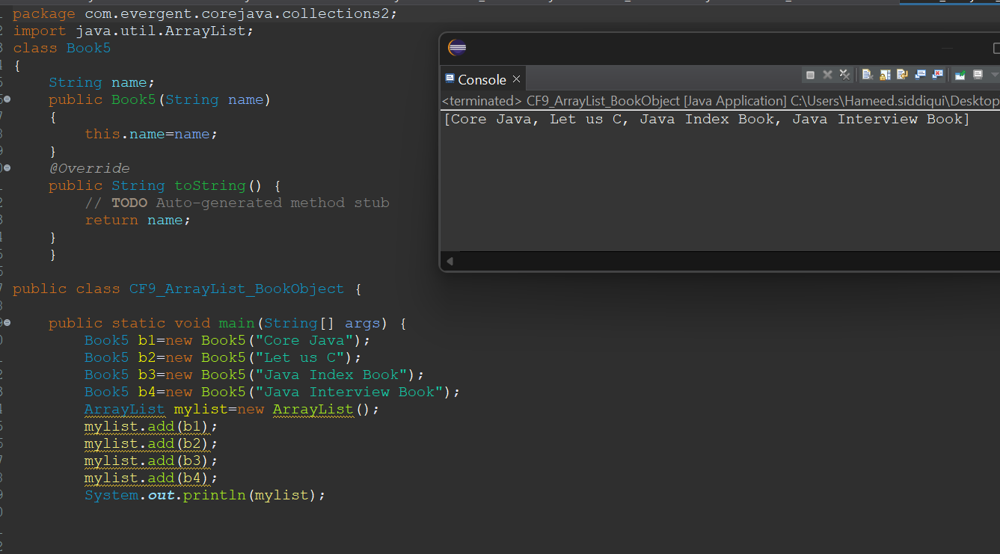 package com.evergent.corejava.collections2;
import java.util.ArrayList;
class Book5
{
String name;
public Book5(String name)
{
this.name=name;
}
@Override
public String toString() {
// TODO Auto-generated method stub
return name;
}
}
public class CF9_ArrayList_BookObject {
public static void main(String[] args) {
Book5 b1=new Book5("Core Java");
Book5 b2=new Book5("Let us C");
Book5 b3=new Book5("Java Index Book");
Book5 b4=new Book5("Java Interview Book");
ArrayList mylist=new ArrayList();
mylist.add(b1);
mylist.add(b2);
mylist.add(b3);
mylist.add(b4);
System.out.println(mylist);
Console
<terminated> CF9_ArrayList_BookObject [Java Application] C:\Users\Hameed.siddiqui\Desktop
[Core Java, Let us C, Java Index Book, Java Interview Book]